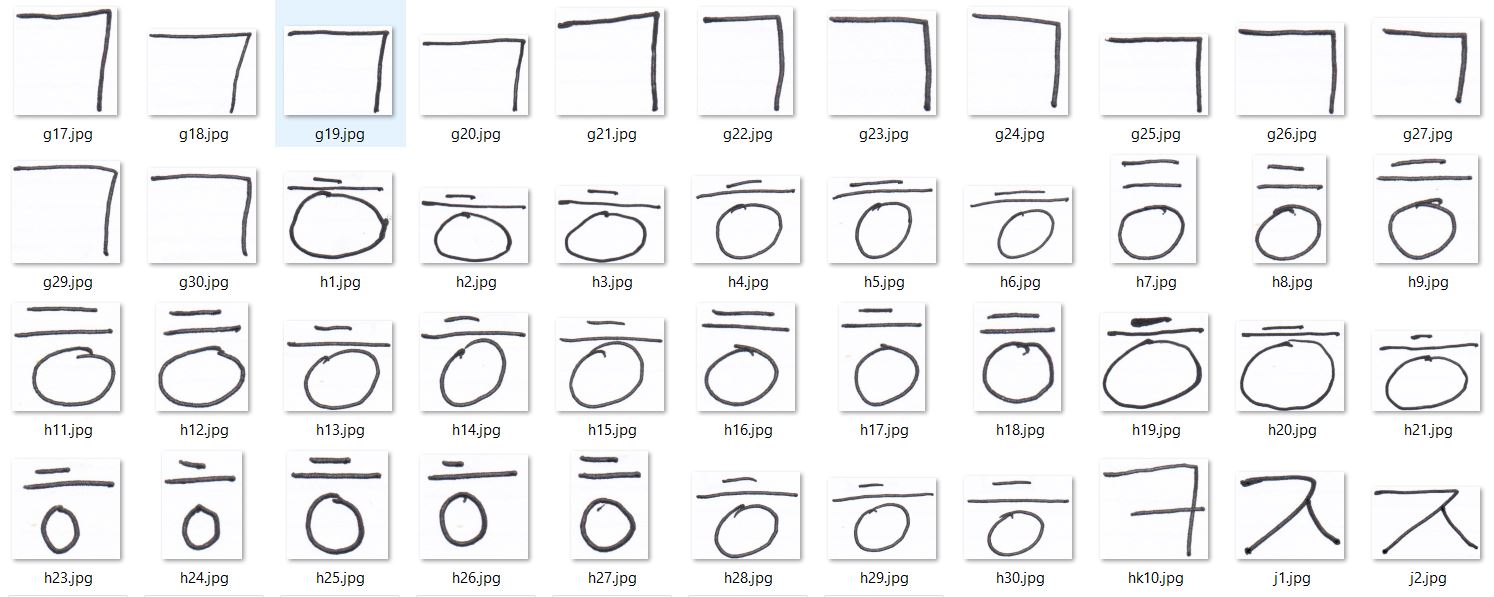 ㄱ ㄱ ㄱ ㄱ ㄱ ㄱ ㄱ ㄱ ㄱ ㄱ ㄱ
g17.jpg g18.jpg g19.jpg g20.jpg g21.jpg g22.jpg g23.jpg g24.jpg g25.jpg g26.jpg g27.jpg
ㄱ ㄱ ㅎ ㅎ ㅎ ㅎ ㅎ ㅎ ㅎ ㅎ ㅎ
g29.jpg g30.jpg h1.jpg h2.jpg h3.jpg h4.jpg h5.jpg h6.jpg h7.jpg h8.jpg h9.jpg
ㅎ ㅎ ㅎ ㅎ ㅎ ㅎ ㅎ ㅎ ㅎ ㅎ ㅎ
h11.jpg h12.jpg h13.jpg h14.jpg h15.jpg h16.jpg h17.jpg h18.jpg h19.jpg h20.jpg h21.jpg
ㅎ ㅎ ㅎ ㅎ ㅎ ㅎ ㅎ ㅎ ㅋ ㅈ ㅈ
h23.jpg h24.jpg h25.jpg h26.jpg h27.jpg h28.jpg h29.jpg h30.jpg hk10.jpg j1.jpg j2.jpg